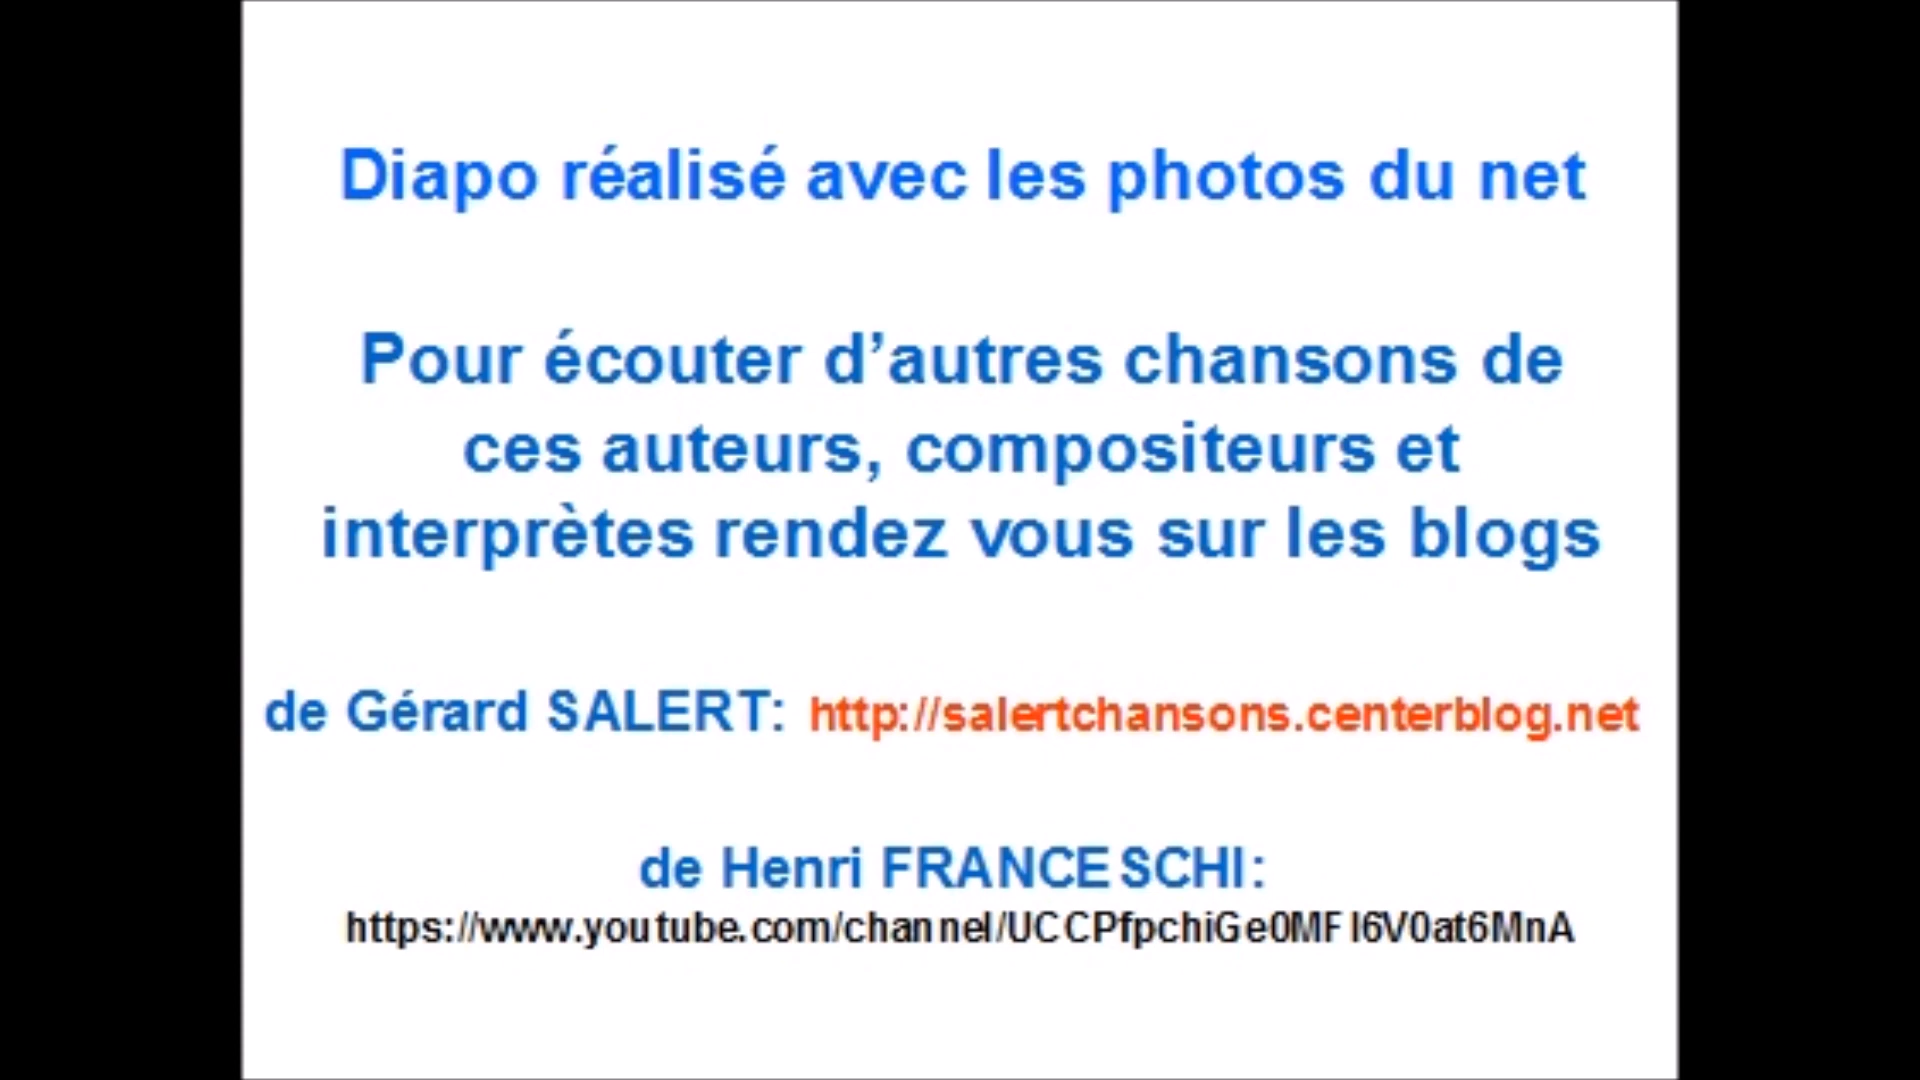 Diapo réalisé avec les photos du net
Pour écouter d’autres chansons de
ces auteurs, compositeurs et
interprètes rendez vous sur les blogs
de Gérard SALERT: http://salertchansons.centerblog.net
de Henri FRANCESCHI:
https://www.youtube.com/channel/UCCPfpchiGe0MFI6V0at6MnA